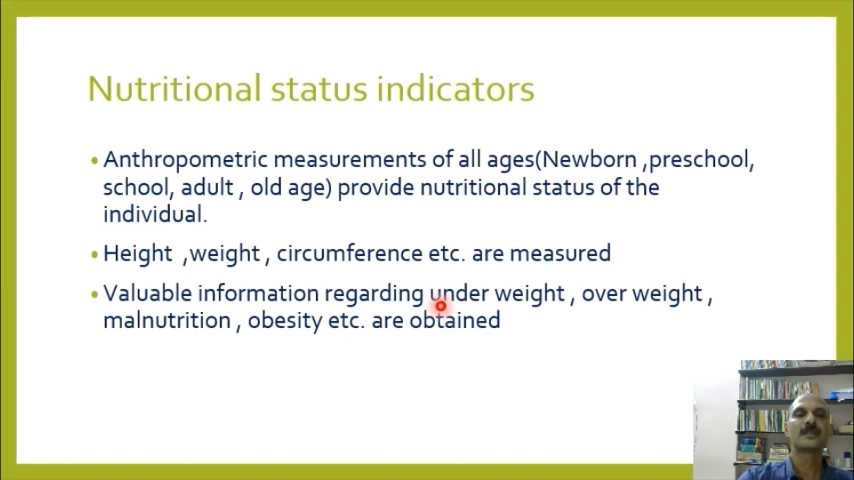 Nutritional status indicators
• Anthropometric measurements of all ages(Newborn ,preschool,
school, adult , old age) provide nutritional status of the
individual.
• Height ,weight , circumference etc. are measured
• Valuable information regarding under weight , over weight ,
malnutrition , obesity etc. are obtained